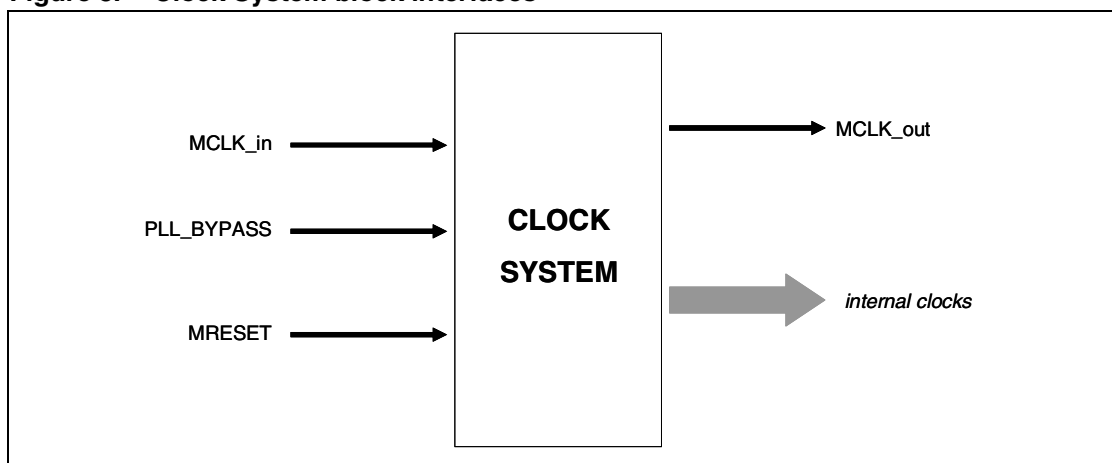 MCLK_in
PLL_BYPASS
MRESET
CLOCK
SYSTEM
MCLK_out
internal clocks